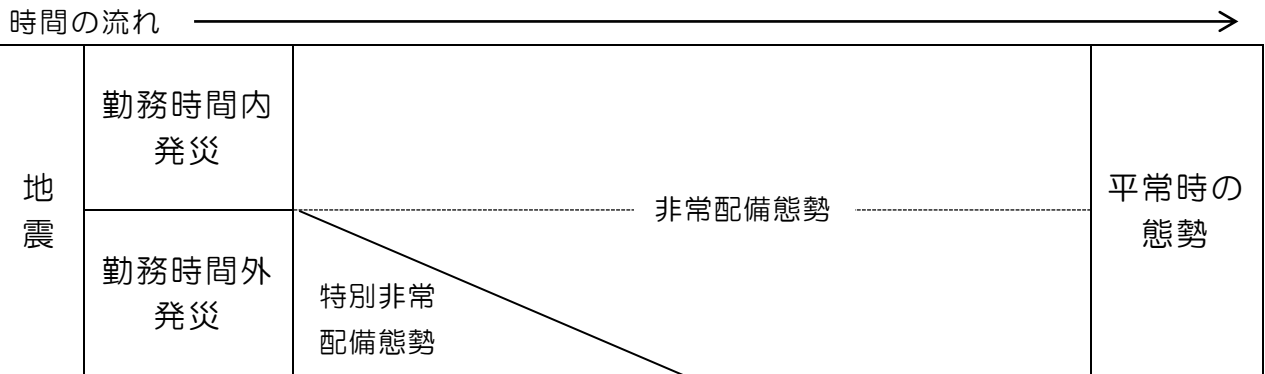 時間の流れ
地
震
勤務時間内
発災
勤務時間外
発災
特別非常
配備態勢
非常配備態勢
平常時の
態勢